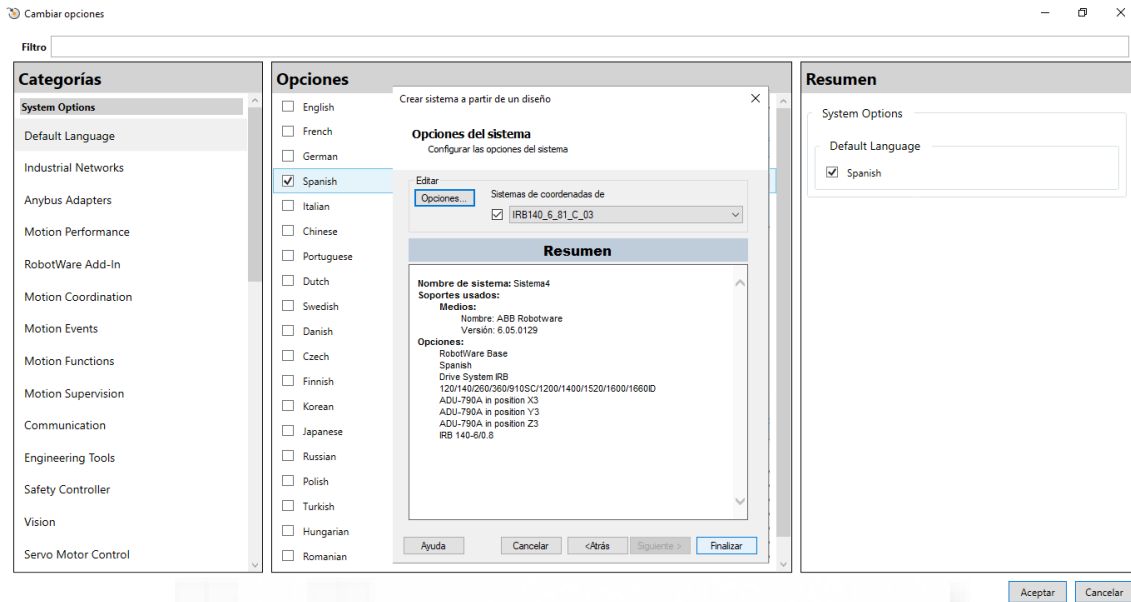 Cambiar opciones
Filtro
Categorías
System Options
Default Language
Industrial Networks
Anybus Adapters
Motion Performance
RobotWare Add-In
Motion Coordination
Motion Events
Motion Functions
Motion Supervision
Communication
Engineering Tools
Safety Controller
Vision
Servo Motor Control
Opciones
English
French
German
Spanish
Italian
Chinese
Portuguese
Dutch
Swedish
Danish
Czech
Finnish
Korean
Japanese
Russian
Polish
Turkish
Hungarian
Romanian
Crear sistema a partir de un diseño
Opciones del sistema
Configurar las opciones del sistema
Editar
Opciones...
Sistemas de coordenadas de
IRB140_6_81_C_03
Resumen
Nombre de sistema: Sistema4
Soportes usados:
Medios:
Nombre: ABB Robotware
Versión: 6.05.0129
Opciones:
RobotWare Base
Spanish
Drive System IRB
120/140/260/360/910SC/1200/1400/1520/1600/1660ID
ADU-790A in position X3
ADU-790A in position Y3
ADU-790A in position Z3
IRB 140-6/0.8
Ayuda
Cancelar
<Atrás
Siguiente >
Finalizar
Resumen
System Options
Default Language
Spanish
Aceptar
Cancelar